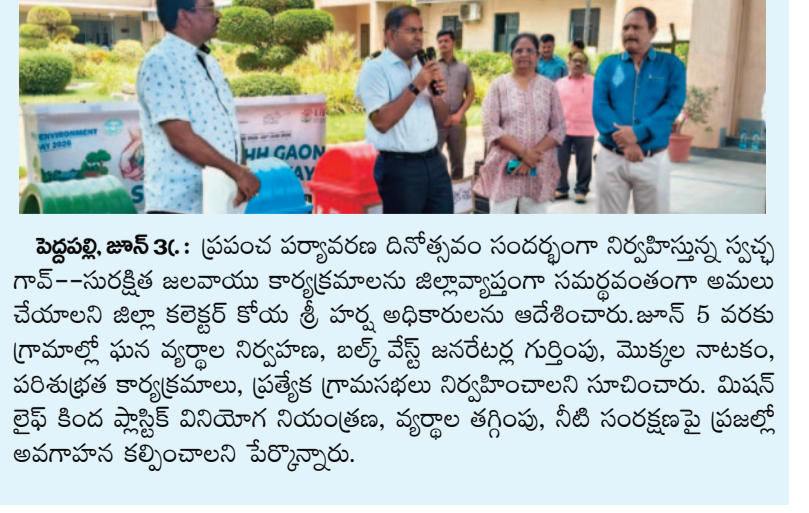 ENVIRONMENT
DAY 2026
HH GAON
పెద్దపల్లి, జూన్ 3(.: ప్రపంచ పర్యావరణ దినోత్సవం సందర్భంగా నిర్వహిస్తున్న స్వచ్ఛ
గావ్--సురక్షిత జలవాయు కార్యక్రమాలను జిల్లావ్యాప్తంగా సమర్థవంతంగా అమలు
చేయాలని జిల్లా కలెక్టర్ కోయ శ్రీ హర్ష అధికారులను ఆదేశించారు.జూన్ 5 వరకు
గ్రామాల్లో ఘన వ్యర్థాల నిర్వహణ, బల్క్ వేస్ట్ జనరేటర్ల గుర్తింపు, మొక్కల నాటకం,
పరిశుభ్రత కార్యక్రమాలు, ప్రత్యేక గ్రామసభలు నిర్వహించాలని సూచించారు. మిషన్
లైఫ్ కింద ప్లాస్టిక్ వినియోగ నియంత్రణ, వ్యర్థాల తగ్గింపు, నీటి సంరక్షణపై ప్రజల్లో
అవగాహన కల్పించాలని పేర్కొన్నారు.